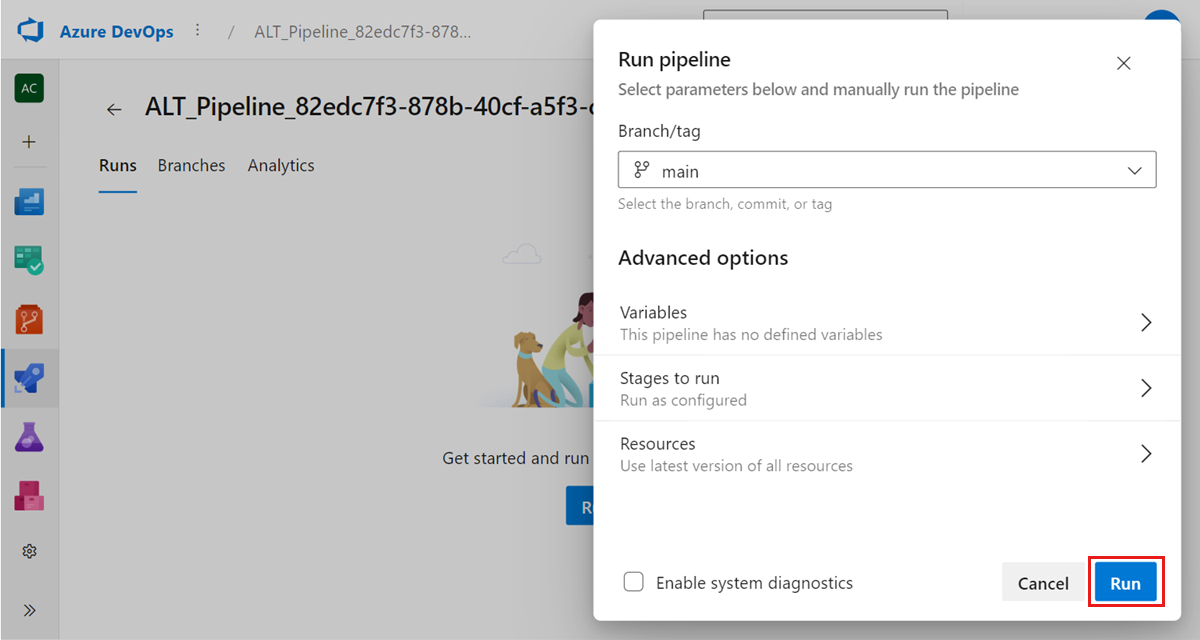 Azure DevOps / ALT_Pipeline_82edc7f3-878...
AC
ALT_Pipeline_82edc7f3-878b-40cf-a5f3-
Runs Branches Analytics
Get started and run
Run pipeline
Select parameters below and manually run the pipeline
Branch/tag
main
Select the branch, commit, or tag
Advanced options
Variables
This pipeline has no defined variables
Stages to run
Run as configured
Resources
Use latest version of all resources
Enable system diagnostics
Cancel
Run